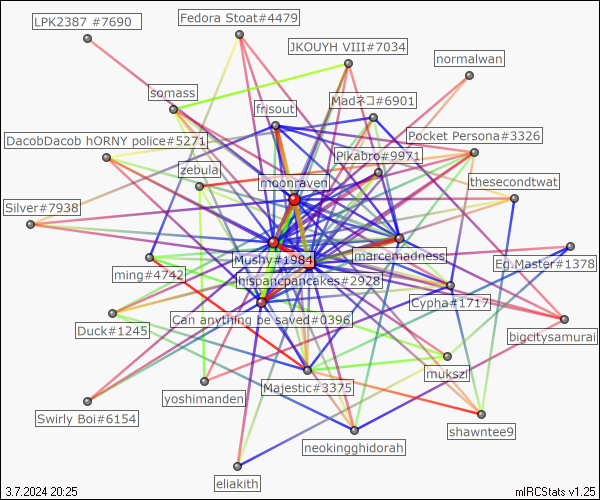 LPK2387 #7690
Fedora Stoat#4479
JKOUYH VIII#7034
normalwan
somass
Madネコ#6901
frisout
DacobDacob hORNY police#5271
Pocket Persona#3326
Pikabro#9971
zebula
moonraven
thesecondtwat
Silver#7938
Mushy#1984
marcemadness
Eg.Master#1378
ming#4742
hispancpancakes#2928
Cypha#1717
Can anything be saved#0396
Duck#1245
bigcitysamurai
mukszi
Majestic#3375
yoshimanden
Swirly Boi#6154
shawntee9
neokingghidorah
eliakith
3.7.2024 20:25
mIRCStats v1.25